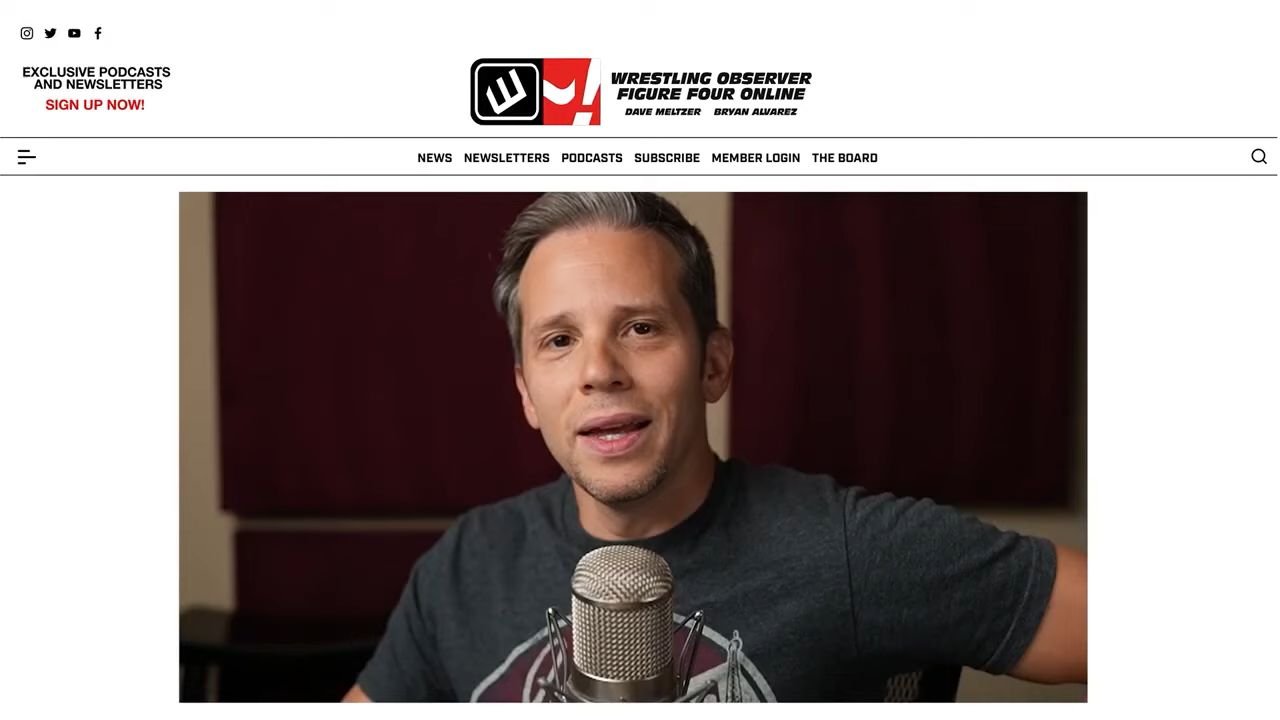 EXCLUSIVE PODCASTS
AND NEWSLETTERS
SIGN UP NOW!
WRESTLING OBSERVER
FIGURE FOUR ONLINE
DAVE MELTZER BRYAN ALVAREZ
NEWS NEWSLETTERS PODCASTS SUBSCRIBE MEMBER LOGIN THE BOARD